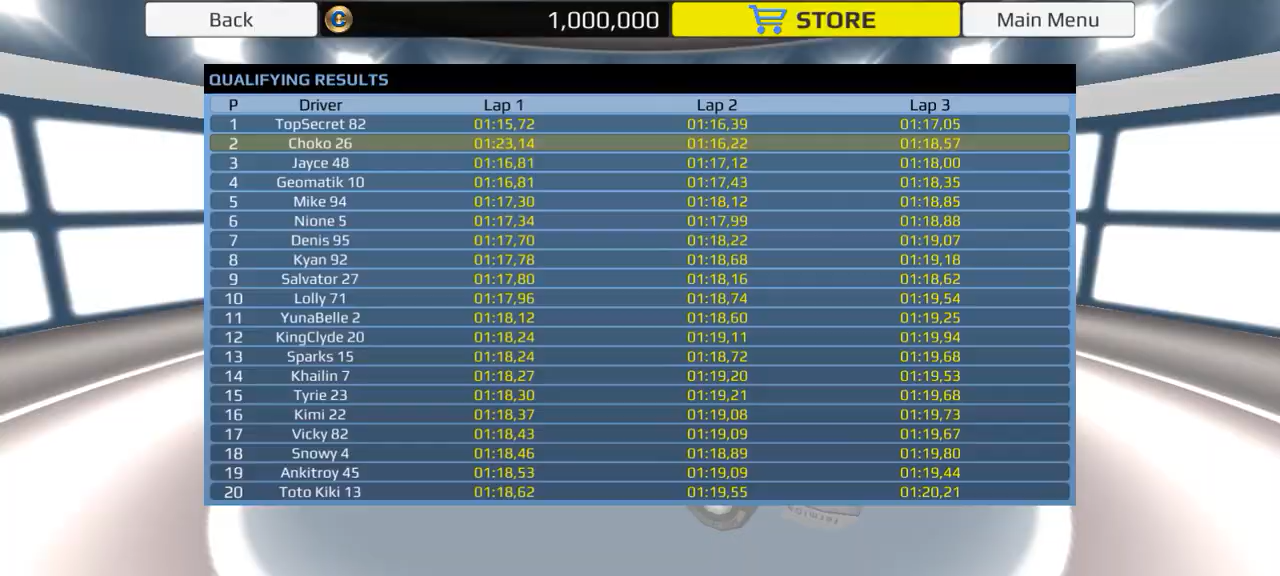 Back 1,000,000 STORE Main Menu
QUALIFYING RESULTS
P Driver Lap 1 Lap 2 Lap 3
1 TopSecret 82 01:15,72 01:16,39 01:17,05
2 Choko 26 01:23,14 01:16,22 01:18,57
3 Jayce 48 01:16,81 01:17,12 01:18,00
4 Geomatik 10 01:16,81 01:17,43 01:18,35
5 Mike 94 01:17,30 01:18,12 01:18,85
6 Nione 5 01:17,34 01:17,99 01:18,88
7 Denis 95 01:17,70 01:18,22 01:19,07
8 Kyan 92 01:17,78 01:18,68 01:19,18
9 Salvator 27 01:17,80 01:18,16 01:18,62
10 Lolly 71 01:17,96 01:18,74 01:19,54
11 YunaBelle 2 01:18,12 01:18,60 01:19,25
12 KingClyde 20 01:18,24 01:19,11 01:19,94
13 Sparks 15 01:18,24 01:18,72 01:19,68
14 Khailin 7 01:18,27 01:19,20 01:19,53
15 Tyrie 23 01:18,30 01:19,21 01:19,68
16 Kimi 22 01:18,37 01:19,08 01:19,73
17 Vicky 82 01:18,43 01:19,09 01:19,67
18 Snowy 4 01:18,46 01:18,89 01:19,80
19 Ankitroy 45 01:18,53 01:19,09 01:19,44
20 Toto Kiki 13 01:18,62 01:19,55 01:20,21